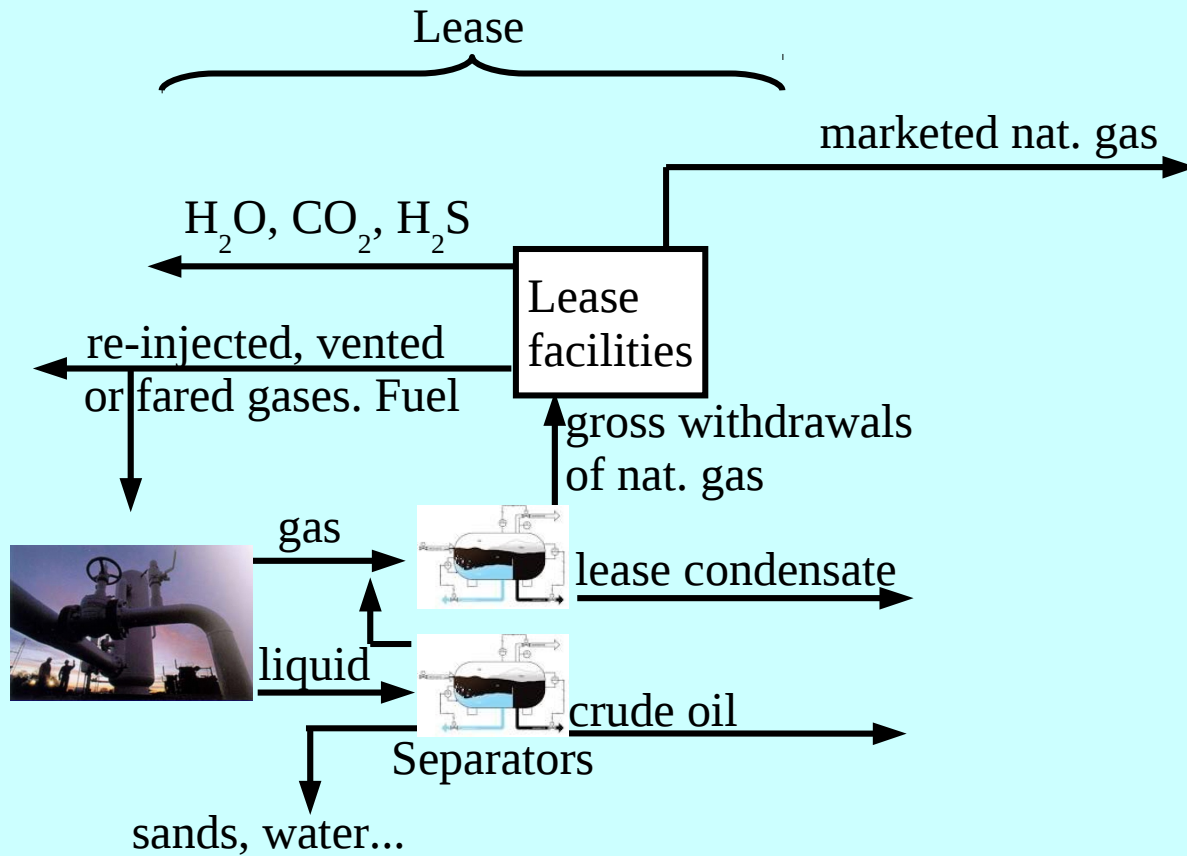 Lease
marketed nat. gas
H₂O, CO₂, H₂S
Lease
facilities
re-injected, vented
or fared gases. Fuel
gross withdrawals
of nat. gas
gas
lease condensate
liquid
crude oil
Separators
sands, water...